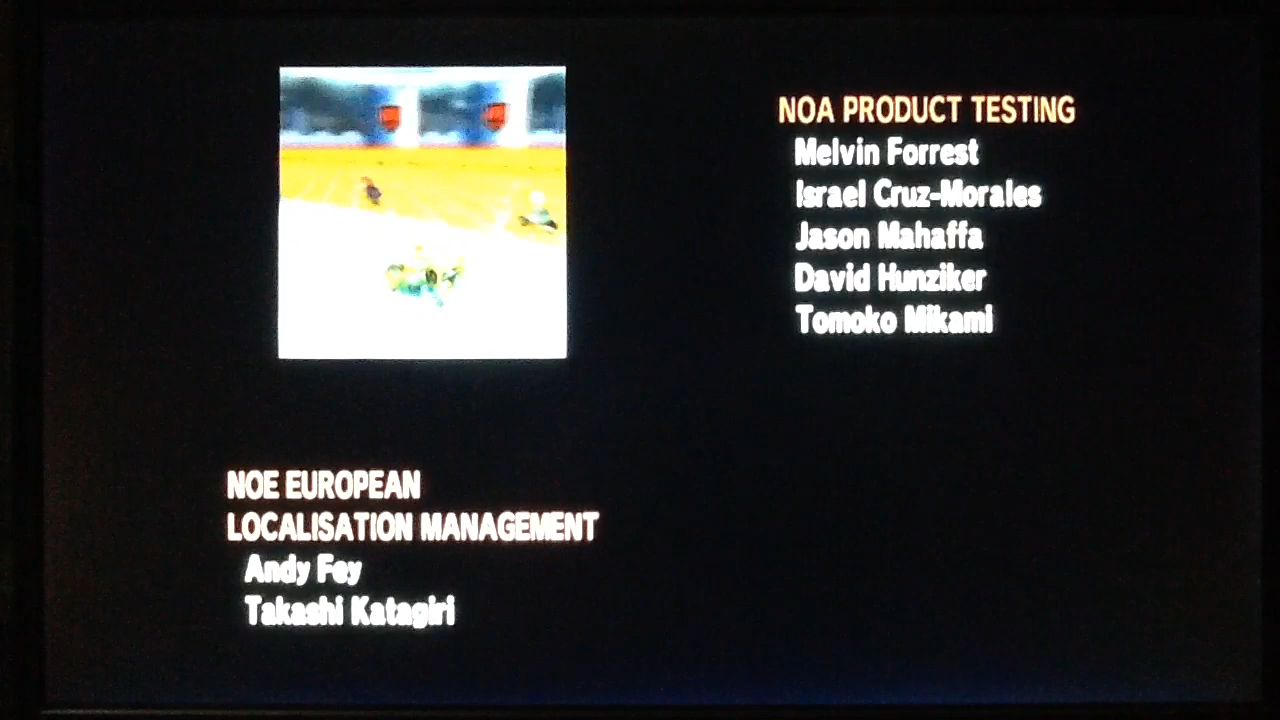 NOA PRODUCT TESTING
Melvin Forrest
Israel Cruz-Morales
Jason Mahaffa
David Hunziker
Tomoko Mikami
NOE EUROPEAN
LOCALISATION MANAGEMENT
Andy Fey
Takashi Katagiri